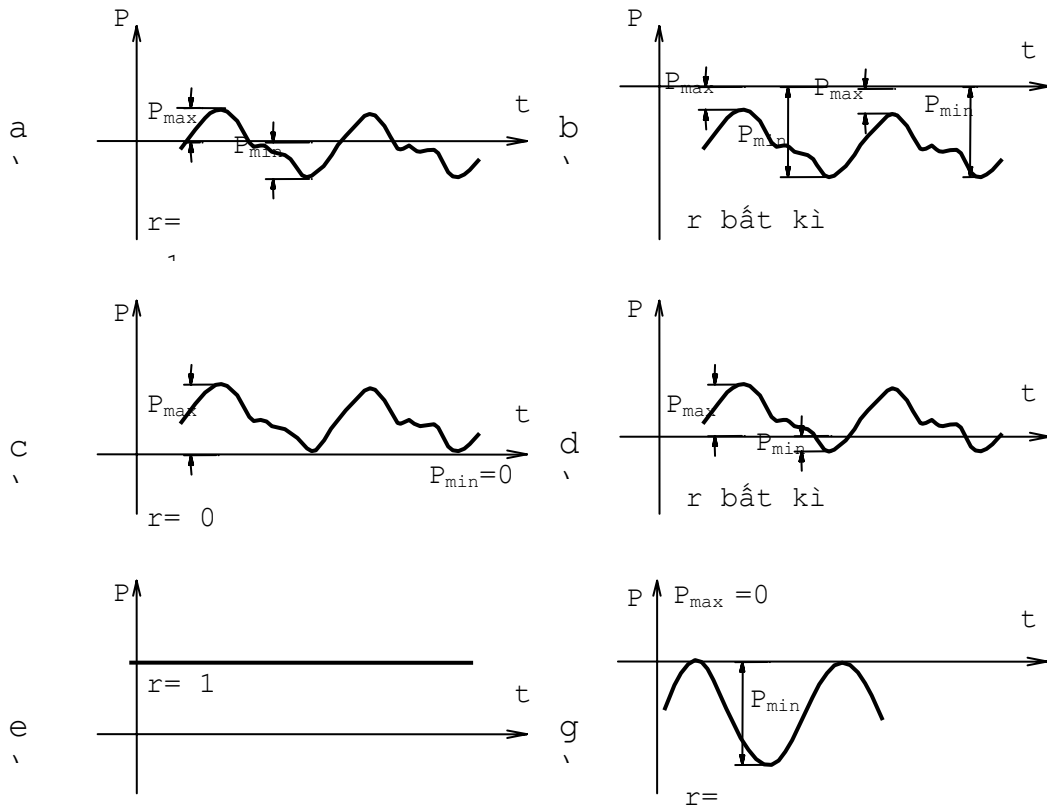 P
t
P_max
P_min
a
`
r=
P
t
P_max
P_max
P_min
P_min
b
`
r bất kì
P
t
P_max
P_min=0
c
`
r= 0
P
t
P_max
P_min
d
`
r bất kì
P
r= 1
t
e
`
P
P_max =0
t
P_min
g
`
r=